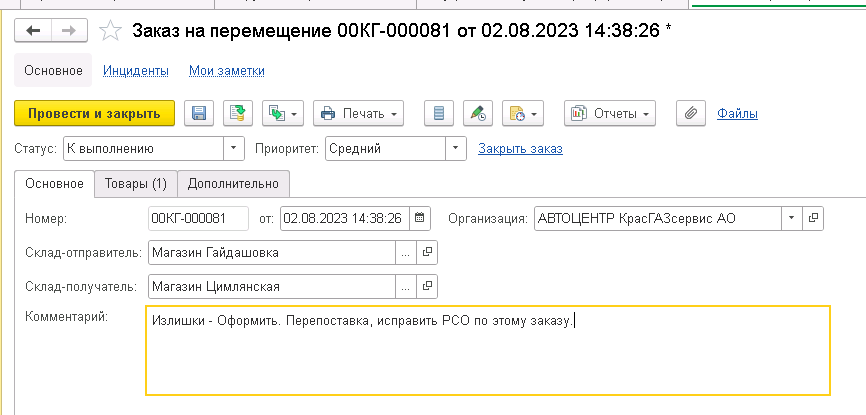 Заказ на перемещение 00КГ-000081 от 02.08.2023 14:38:26 *
Основное Инциденты Мои заметки
Провести и закрыть Печать Отчеты Файлы
Статус: К выполнению Приоритет: Средний Закрыть заказ
Основное Товары (1) Дополнительно
Номер: 00КГ-000081 от: 02.08.2023 14:38:26 Организация: АВТОЦЕНТР КрасГАЗсервис АО
Склад-отправитель: Магазин Гайдашовка ...
Склад-получатель: Магазин Цимлянская ...
Комментарий: Излишки - Оформить. Перепоставка, исправить РСО по этому заказу.